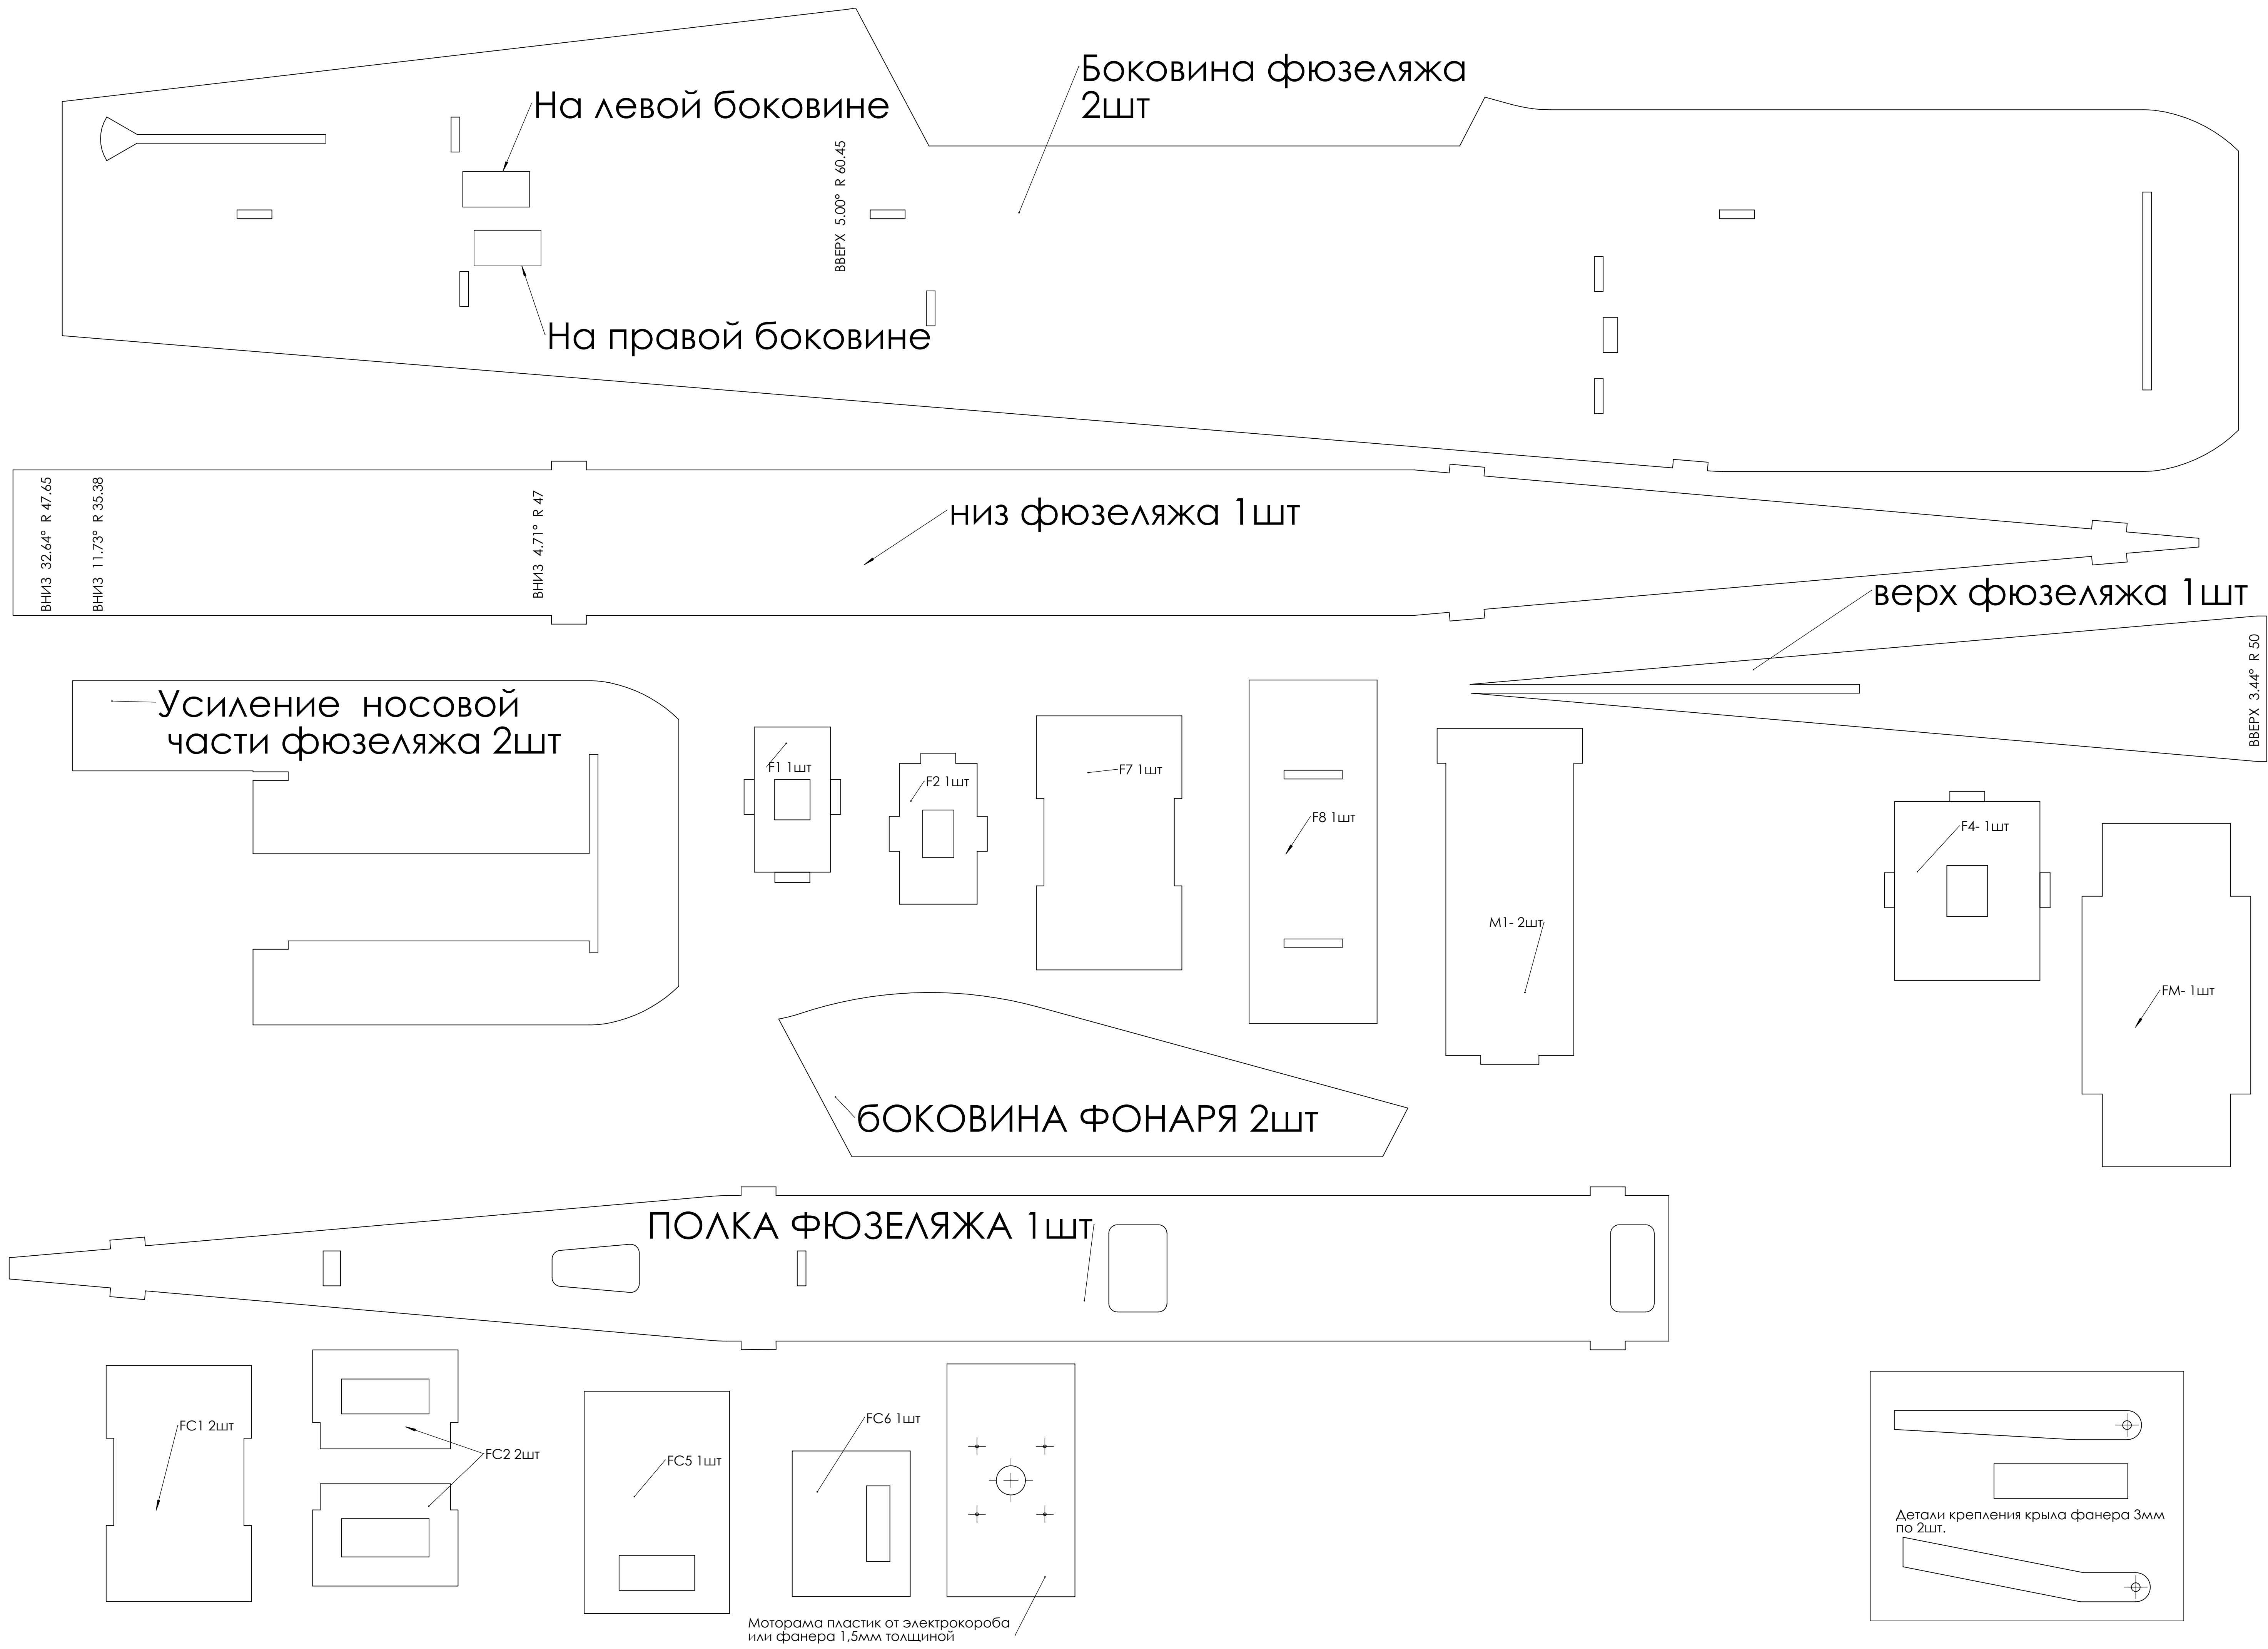 Боковина фюзеляжа
2шт
На левой боковине
ВВЕРХ 5.00° R 60.45
На правой боковине
ВНИЗ 32.64° R 47.65
ВНИЗ 11.73° R 35.38
ВНИЗ 4.71° R 47
низ фюзеляжа 1шт
верх фюзеляжа 1шт
ВВЕРХ 3.44° R 50
Усиление носовой
части фюзеляжа 2шт
F1 1шт
F2 1шт
F7 1шт
F8 1шт
М1- 2шт
F4- 1шт
FM- 1шт
бОКОВИНА ФОНАРЯ 2шт
ПОЛКА ФЮЗЕЛЯЖА 1шт
FC1 2шт
FC2 2шт
FC5 1шт
FC6 1шт
Моторама пластик от электрокороба
или фанера 1,5мм толщиной
Детали крепления крыла фанера 3мм
по 2шт.